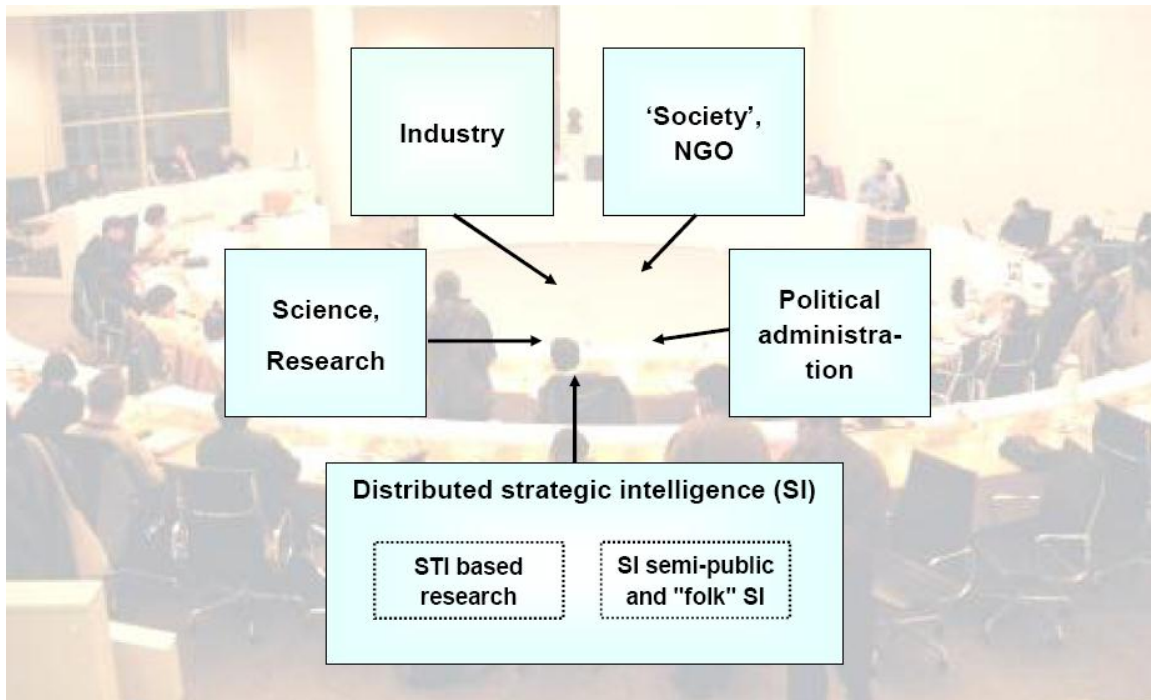 Industry
‘Society’,
NGO
Science,
Research
Political
administra-
tion
Distributed strategic intelligence (SI)
STI based
research
SI semi-public
and "folk" SI